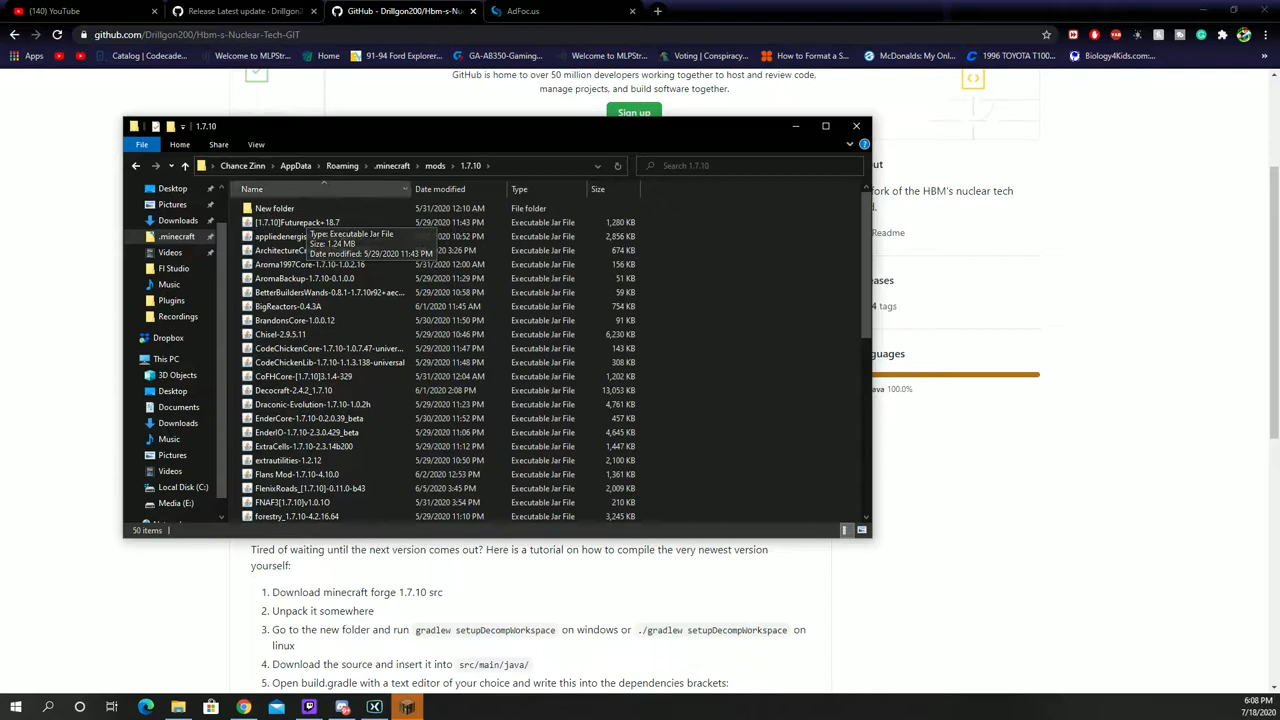 (140) YouTube
Release Latest update · Drillgon2
GitHub - Drillgon200/Hbm-s-Nu
AdFoc.us
github.com/Drillgon200/Hbm-s-Nuclear-Tech-GIT
Apps
Catalog | Codecade...
Welcome to MLPStr...
Home
91-94 Ford Explorer...
GA-AB350-Gaming...
Welcome to MLPStr...
Voting | Conspiracy...
How to Format a S...
McDonalds: My Onl...
1996 TOYOTA T100...
Biology4Kids.com:...
GitHub is home to over 50 million developers working together to host and review code,
manage projects, and build software together.
Sign up
1.7.10
File Home Share View
Chance Zinn > AppData > Roaming > .minecraft > mods > 1.7.10 >
Search 1.7.10
Name Date modified Type Size
New folder 5/31/2020 12:10 AM File folder
[1.7.10]Futurepack+18.7 5/29/2020 11:43 PM Executable Jar File 1,280 KB
appliedenergis 10:52 PM Executable Jar File 2,856 KB
ArchitectureCr 3:26 PM Executable Jar File 674 KB
Aroma1997Core-1.7.10-1.0.2.16 5/31/2020 12:00 AM Executable Jar File 156 KB
AromaBackup-1.7.10-0.1.0.0 5/29/2020 11:29 PM Executable Jar File 51 KB
BetterBuildersWands-0.8.1-1.7.10r92+aec... 5/29/2020 10:58 PM Executable Jar File 59 KB
BigReactors-0.4.3A 6/1/2020 11:45 AM Executable Jar File 754 KB
BrandonsCore-1.0.0.12 5/30/2020 11:50 PM Executable Jar File 91 KB
Chisel-2.9.5.11 5/29/2020 10:46 PM Executable Jar File 6,230 KB
CodeChickenCore-1.7.10-1.0.7.47-univer... 5/29/2020 11:47 PM Executable Jar File 143 KB
CodeChickenLib-1.7.10-1.1.3.138-universal 5/29/2020 11:48 PM Executable Jar File 308 KB
CoFHCore-[1.7.10]3.1.4-329 5/31/2020 12:04 AM Executable Jar File 1,202 KB
Decocraft-2.4.2_1.7.10 6/1/2020 2:08 PM Executable Jar File 13,053 KB
Draconic-Evolution-1.7.10-1.0.2h 5/29/2020 11:23 PM Executable Jar File 4,761 KB
EnderCore-1.7.10-0.2.0.39_beta 5/30/2020 11:52 PM Executable Jar File 457 KB
EnderIO-1.7.10-2.3.0.429_beta 5/29/2020 11:06 PM Executable Jar File 4,645 KB
ExtraCells-1.7.10-2.3.14b200 5/29/2020 11:12 PM Executable Jar File 1,447 KB
extrautilities-1.2.12 5/29/2020 10:50 PM Executable Jar File 2,100 KB
Flans Mod-1.7.10-4.10.0 6/2/2020 12:53 PM Executable Jar File 1,361 KB
FlenixRoads_[1.7.10]-0.11.0-b43 6/5/2020 3:45 PM Executable Jar File 2,009 KB
FNAF3[1.7.10]v1.0.1O 5/31/2020 3:54 PM Executable Jar File 210 KB
forestry_1.7.10-4.2.16.64 5/29/2020 11:10 PM Executable Jar File 3,245 KB
Type: Executable Jar File
Size: 1.24 MB
Date modified: 5/29/2020 11:43 PM
Desktop
Pictures
Downloads
.minecraft
Videos
Fl Studio
Music
Plugins
Recordings
Dropbox
This PC
3D Objects
Desktop
Documents
Downloads
Music
Pictures
Videos
Local Disk (C:)
Media (E:)
50 items
out
fork of the HBM's nuclear tech
d.
Readme
eases
4 tags
guages
ava 100.0%
Tired of waiting until the next version comes out? Here is a tutorial on how to compile the very newest version
yourself:
1. Download minecraft forge 1.7.10 src
2. Unpack it somewhere
3. Go to the new folder and run gradlew setupDecompWorkspace on windows or ./gradlew setupDecompWorkspace on
linux
4. Download the source and insert it into src/main/java/
5. Open build.gradle with a text editor of your choice and write this into the dependencies brackets:
6:08 PM
7/18/2020